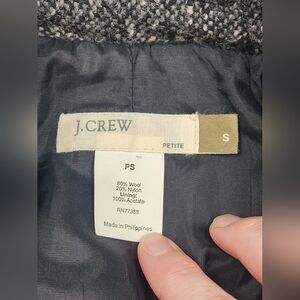 J.CREW
PETITE
S
PS
80% Wool
20% Nylon
Lining:
100% Acetate
RN77388
Made in Philippines